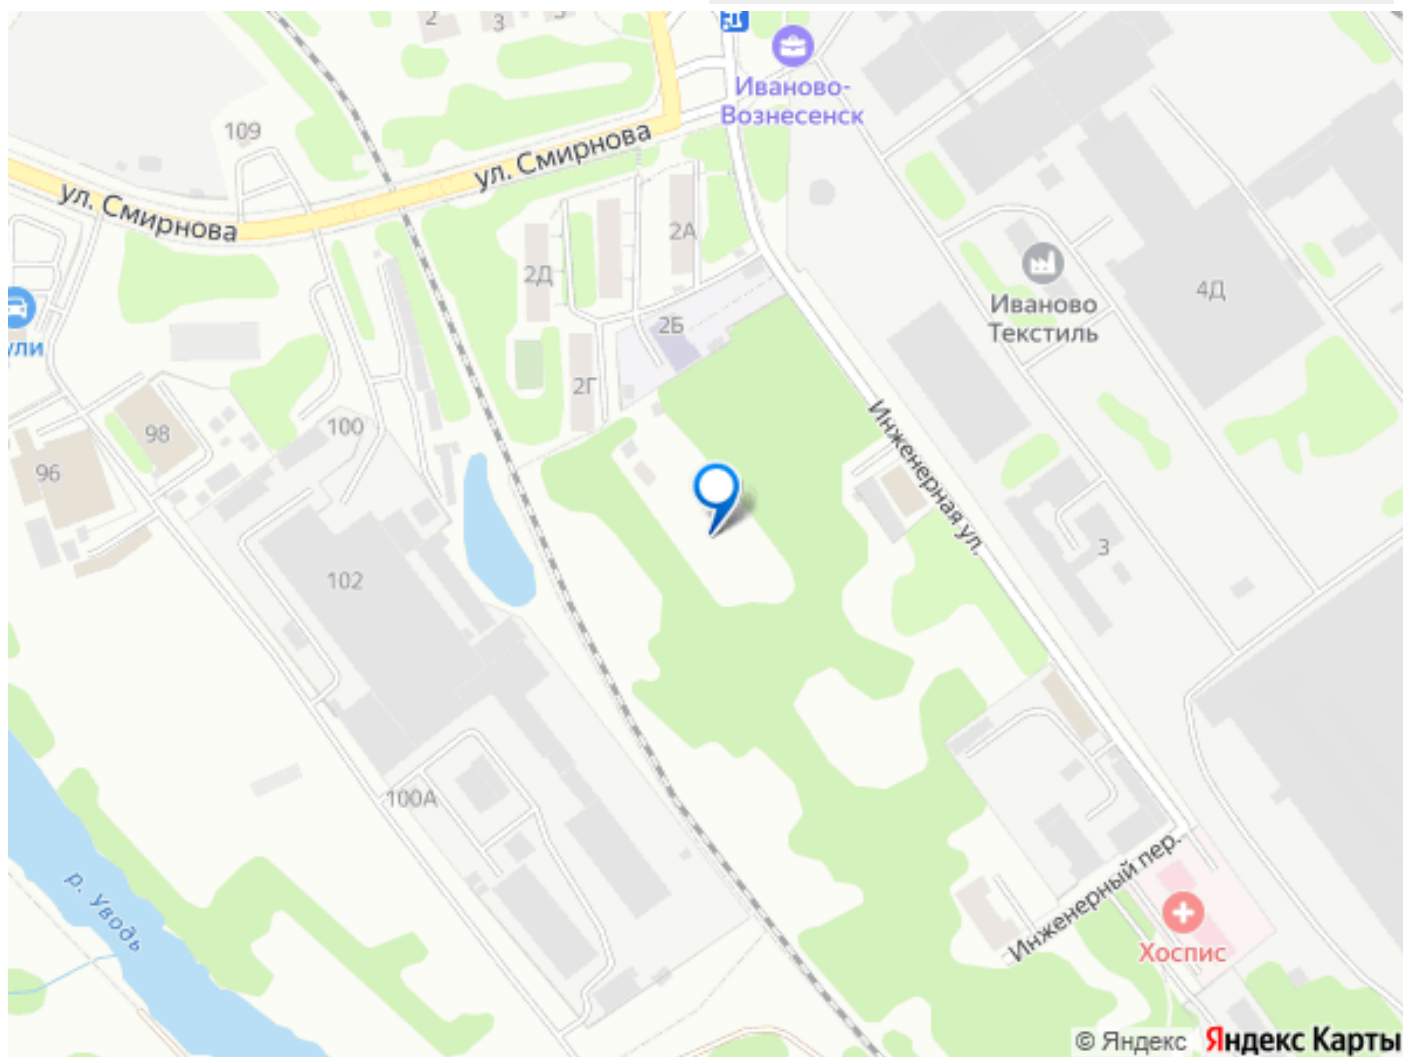 2
3
109
Иваново-
Вознесенск
ул. Смирнова
ул. Смирнова
2А
2Д
2Б
2Г
Иваново
Текстиль
4Д
ули
98
100
96
Инженерная ул.
102
3
100А
р. Уводь
Инженерный пер.
Хоспис
© Яндекс Яндекс Карты